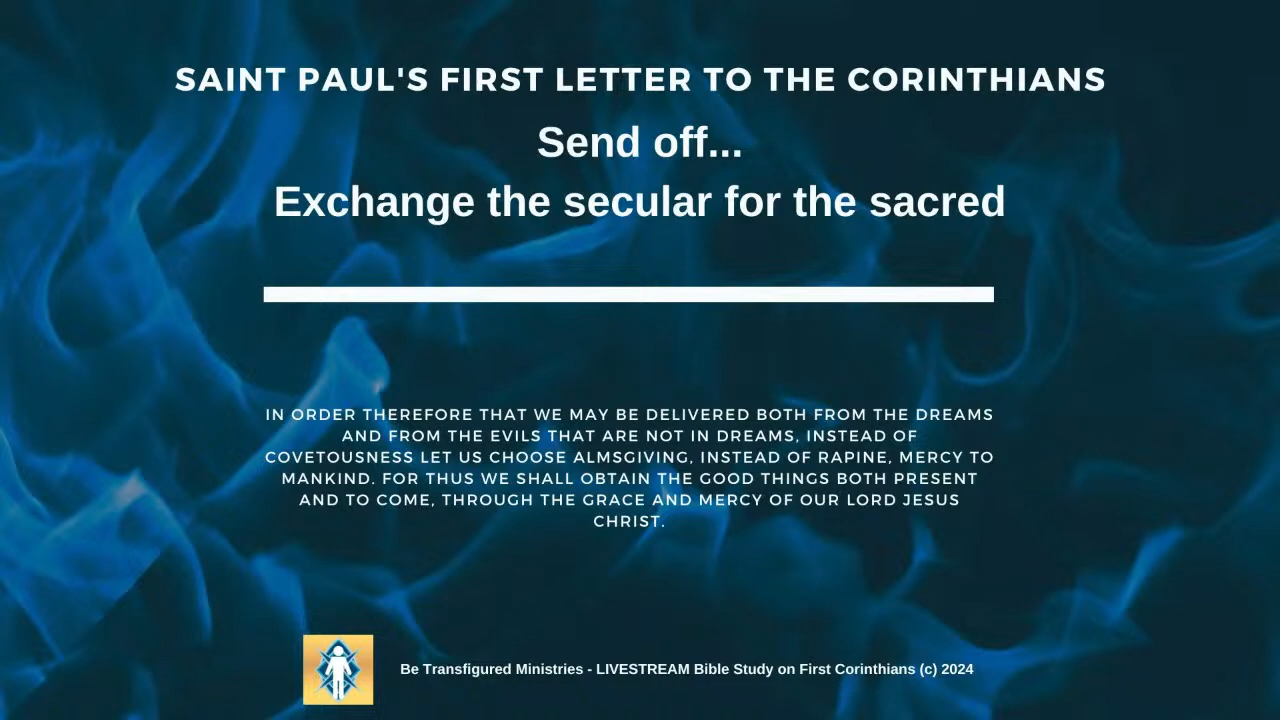 SAINT PAUL'S FIRST LETTER TO THE CORINTHIANS
Send off...
Exchange the secular for the sacred
IN ORDER THEREFORE THAT WE MAY BE DELIVERED BOTH FROM THE DREAMS
AND FROM THE EVILS THAT ARE NOT IN DREAMS, INSTEAD OF
COVETOUSNESS LET US CHOOSE ALMSGIVING, INSTEAD OF RAPINE, MERCY TO
MANKIND. FOR THUS WE SHALL OBTAIN THE GOOD THINGS BOTH PRESENT
AND TO COME, THROUGH THE GRACE AND MERCY OF OUR LORD JESUS
CHRIST.
Be Transfigured Ministries - LIVESTREAM Bible Study on First Corinthians (c) 2024